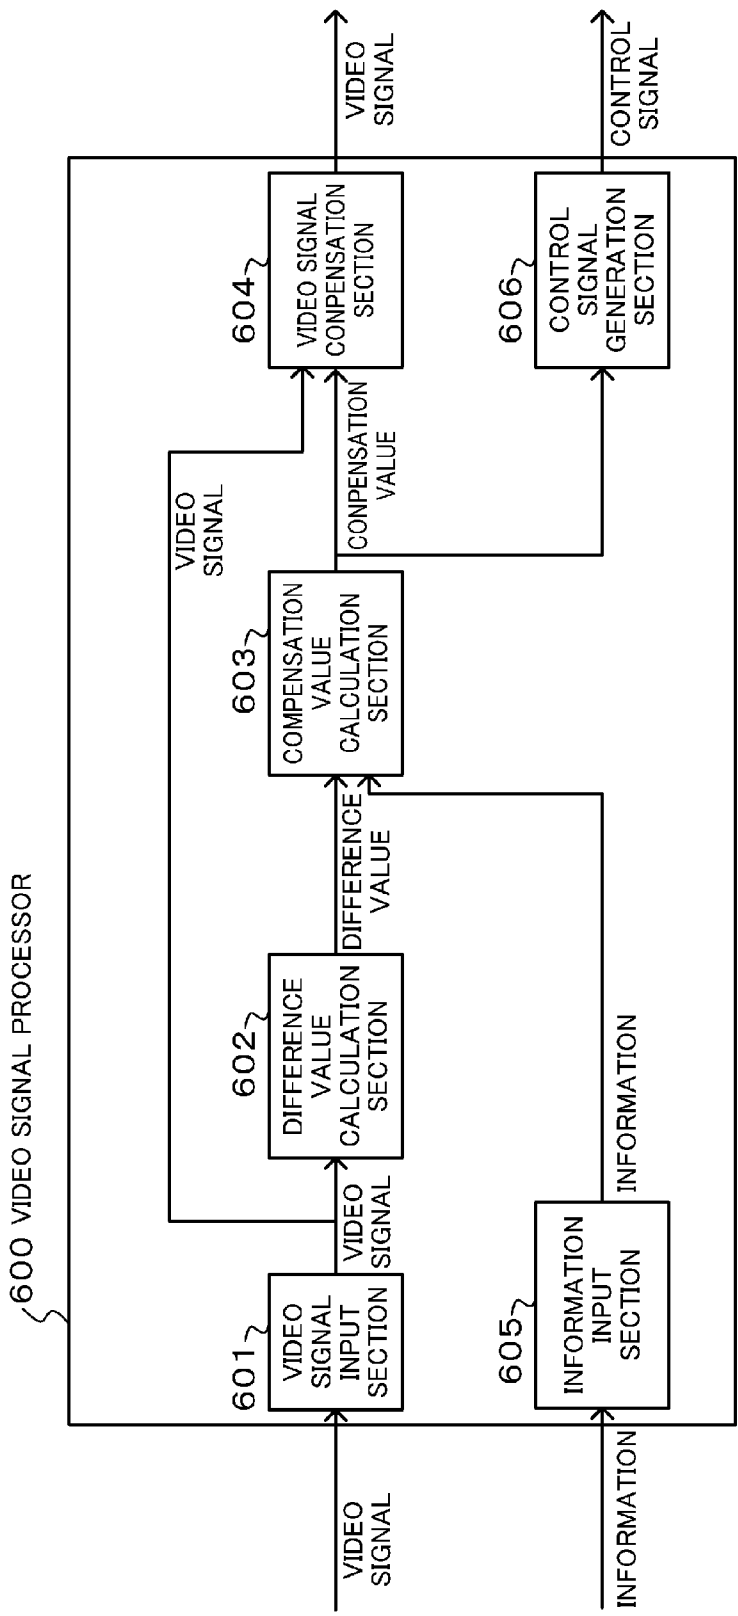 600 VIDEO SIGNAL PROCESSOR
VIDEO
SIGNAL
601
VIDEO
SIGNAL
INPUT
SECTION
VIDEO
SIGNAL
602
DIFFERENCE
VALUE
CALCULATION
SECTION
DIFFERENCE
VALUE
603
COMPENSATION
VALUE
CALCULATION
SECTION
VIDEO
SIGNAL
CONPENSATION
VALUE
604
VIDEO SIGNAL
CONPENSATION
SECTION
VIDEO
SIGNAL
INFORMATION
605
INFORMATION
INPUT
SECTION
INFORMATION
606
CONTROL
SIGNAL
GENERATION
SECTION
CONTROL
SIGNAL